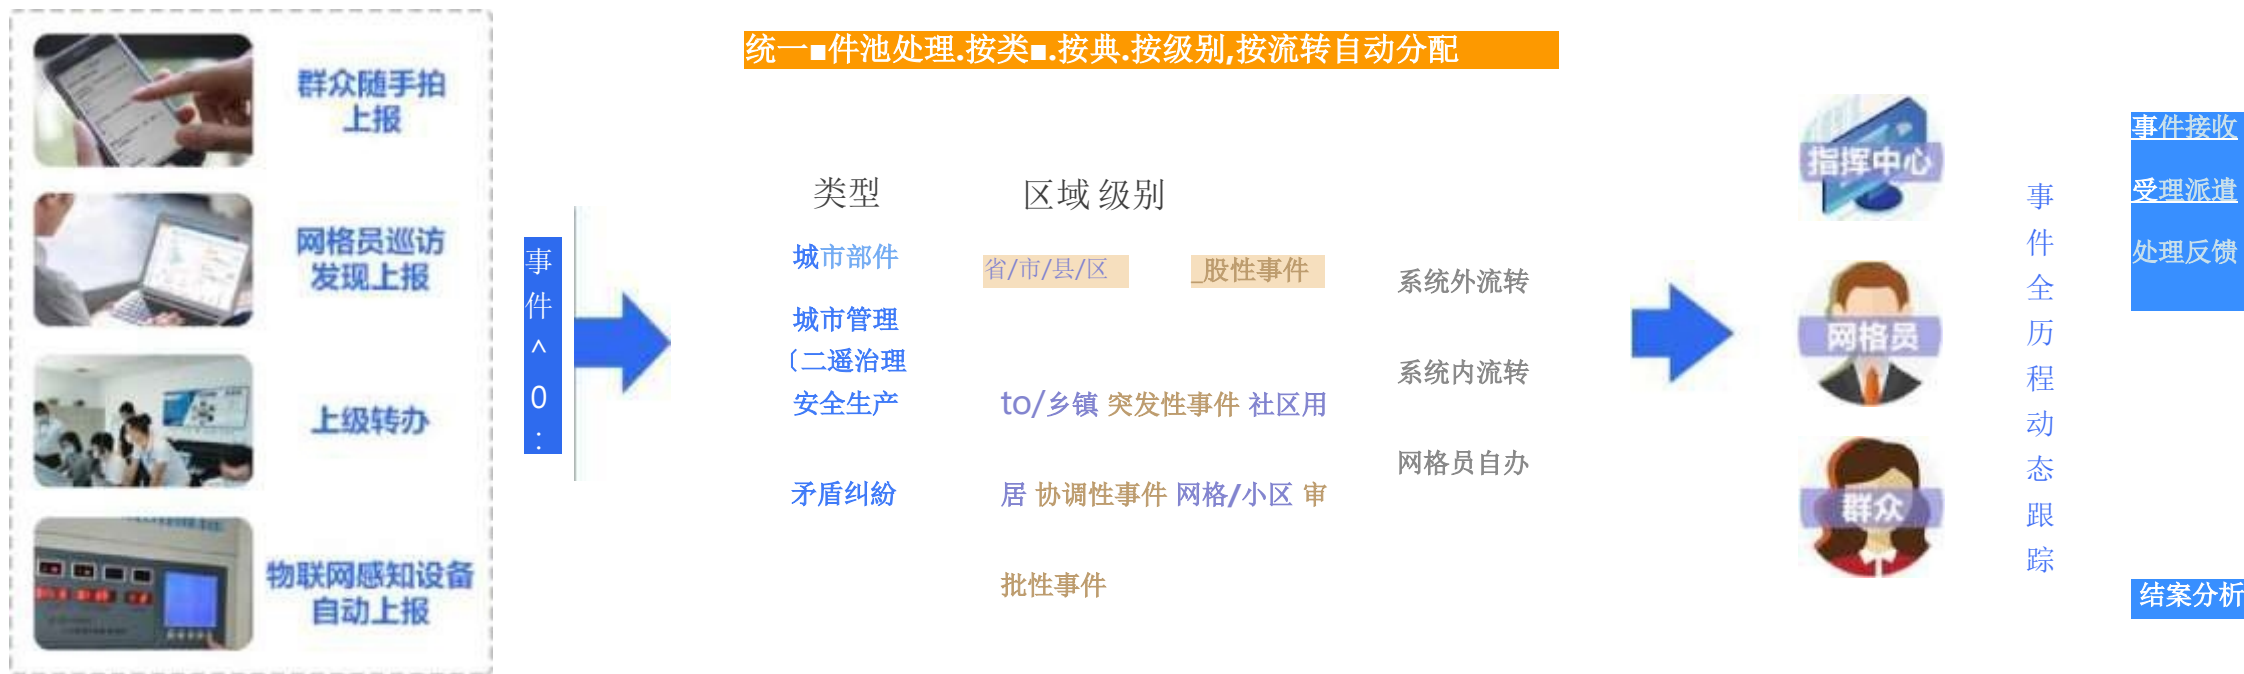 群众随手拍
上报
网格员巡访
发现上报
上级转办
物联网感知设备
自动上报
事
件
^
0
:
统一■件池处理.按类■.按典.按级别,按流转自动分配
类型
区域 级别
城市部件
城市管理
〔二遥治理
安全生产
矛盾纠紛
省/市/县/区
_股性事件
to/乡镇 突发性事件 社区用
居 协调性事件 网格/小区 审
批性事件
系统外流转
系统内流转
网格员自办
指挥中心
网格员
群众
事
件
全
历
程
动
态
跟
踪
事件接收
受理派遣
处理反馈
结案分析